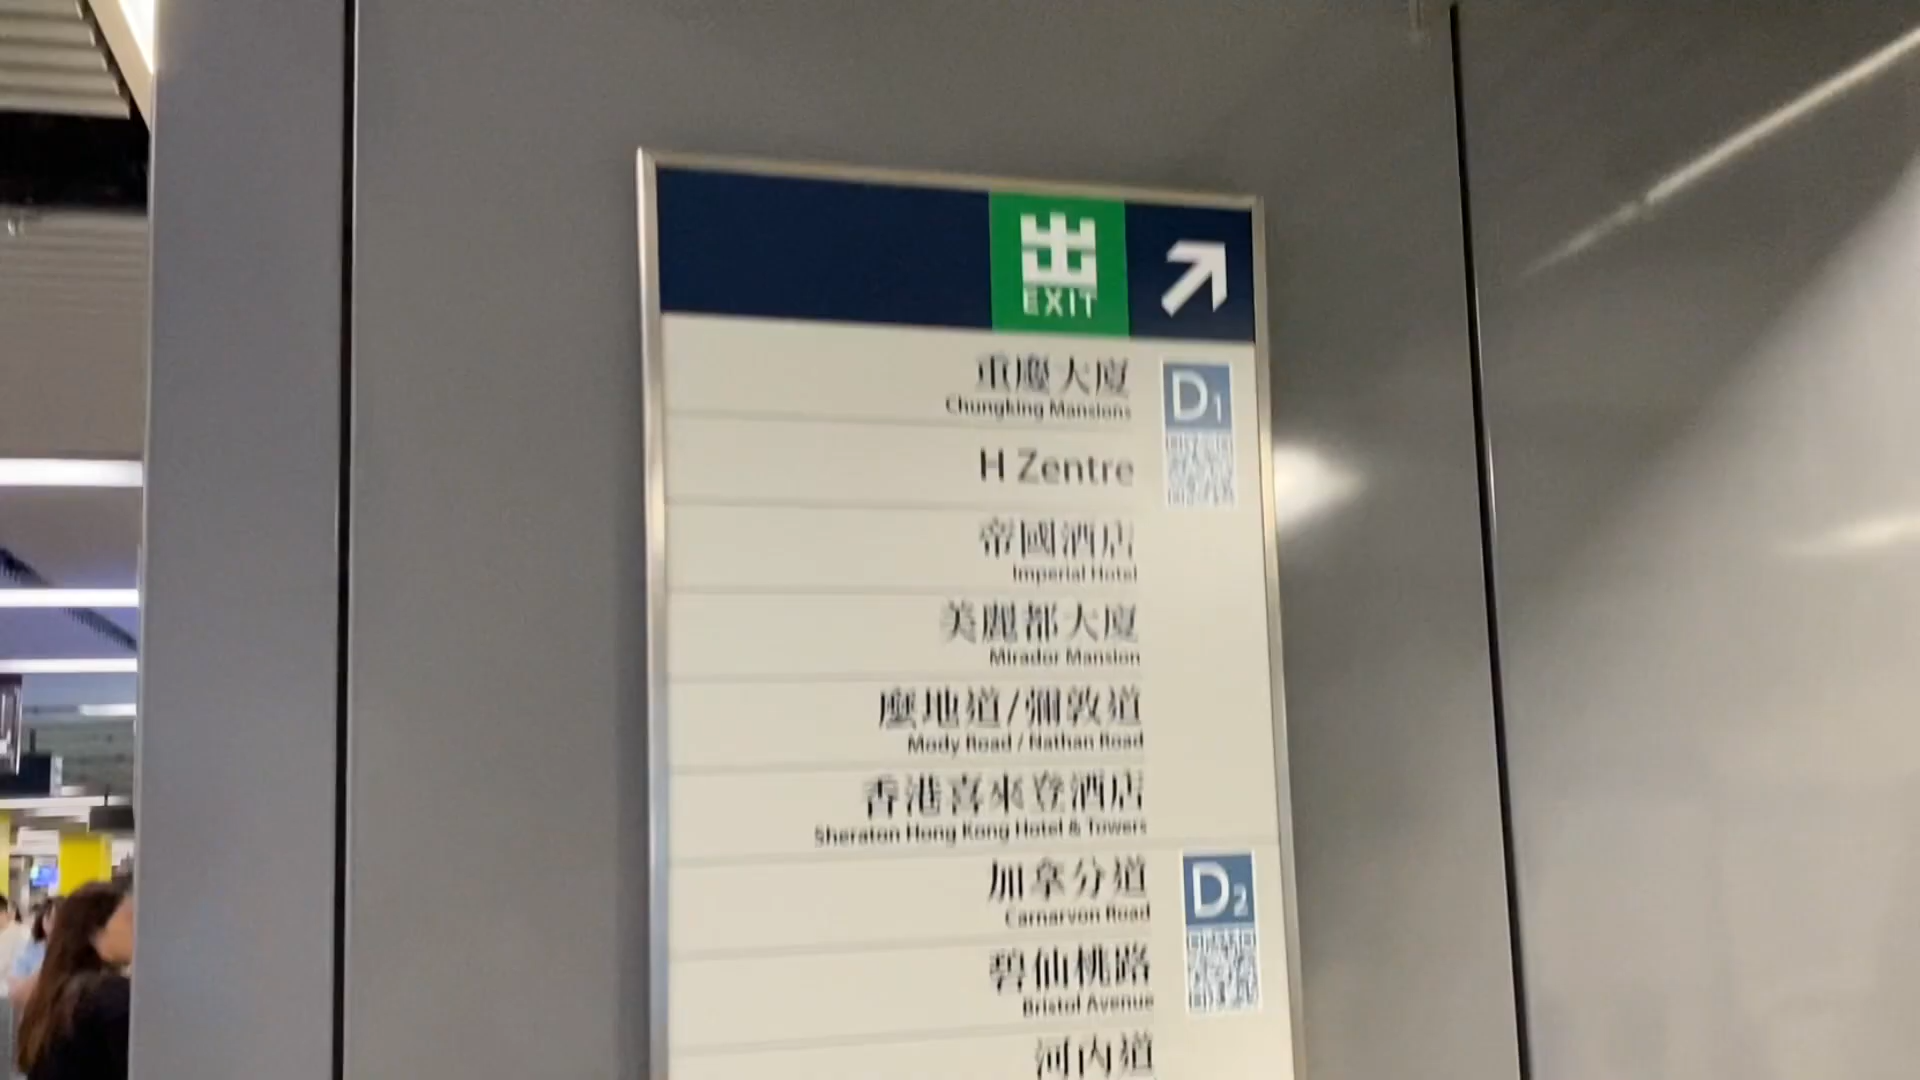 出
EXIT
重慶大廈
Chungking Mansions
D1
H Zentre
帝國酒店
Imperial Hotel
美麗都大廈
Mirador Mansion
麼地道/彌敦道
Mody Road / Nathan Road
香港喜來登酒店
Sheraton Hong Kong Hotel & Towers
加拿分道
Carnarvon Road
D2
碧仙桃路
Bristol Avenue
河內道